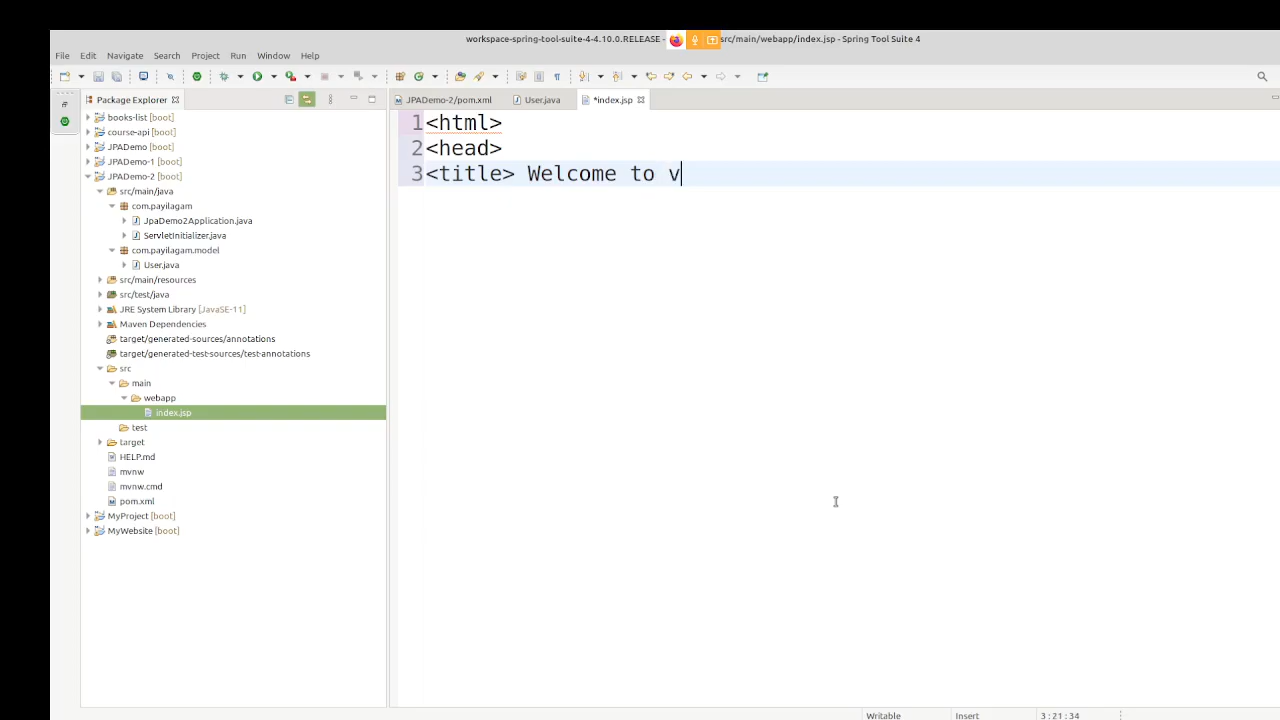 workspace-spring-tool-suite-4-4.10.0.RELEASE - src/main/webapp/index.jsp - Spring Tool Suite 4
File Edit Navigate Search Project Run Window Help
Package Explorer
JPADemo-2/pom.xml
User.java
*index.jsp
books-list [boot]
course-api [boot]
JPADemo [boot]
JPADemo-1 [boot]
JPADemo-2 [boot]
src/main/java
com.payilagam
JpaDemo2Application.java
ServletInitializer.java
com.payilagam.model
User.java
src/main/resources
src/test/java
JRE System Library [JavaSE-11]
Maven Dependencies
target/generated-sources/annotations
target/generated-test-sources/test-annotations
src
main
webapp
index.jsp
test
target
HELP.md
mvnw
mvnw.cmd
pom.xml
MyProject [boot]
MyWebsite [boot]
1 <html>
2 <head>
3 <title> Welcome to v
Writable
Insert
3 : 21 : 34